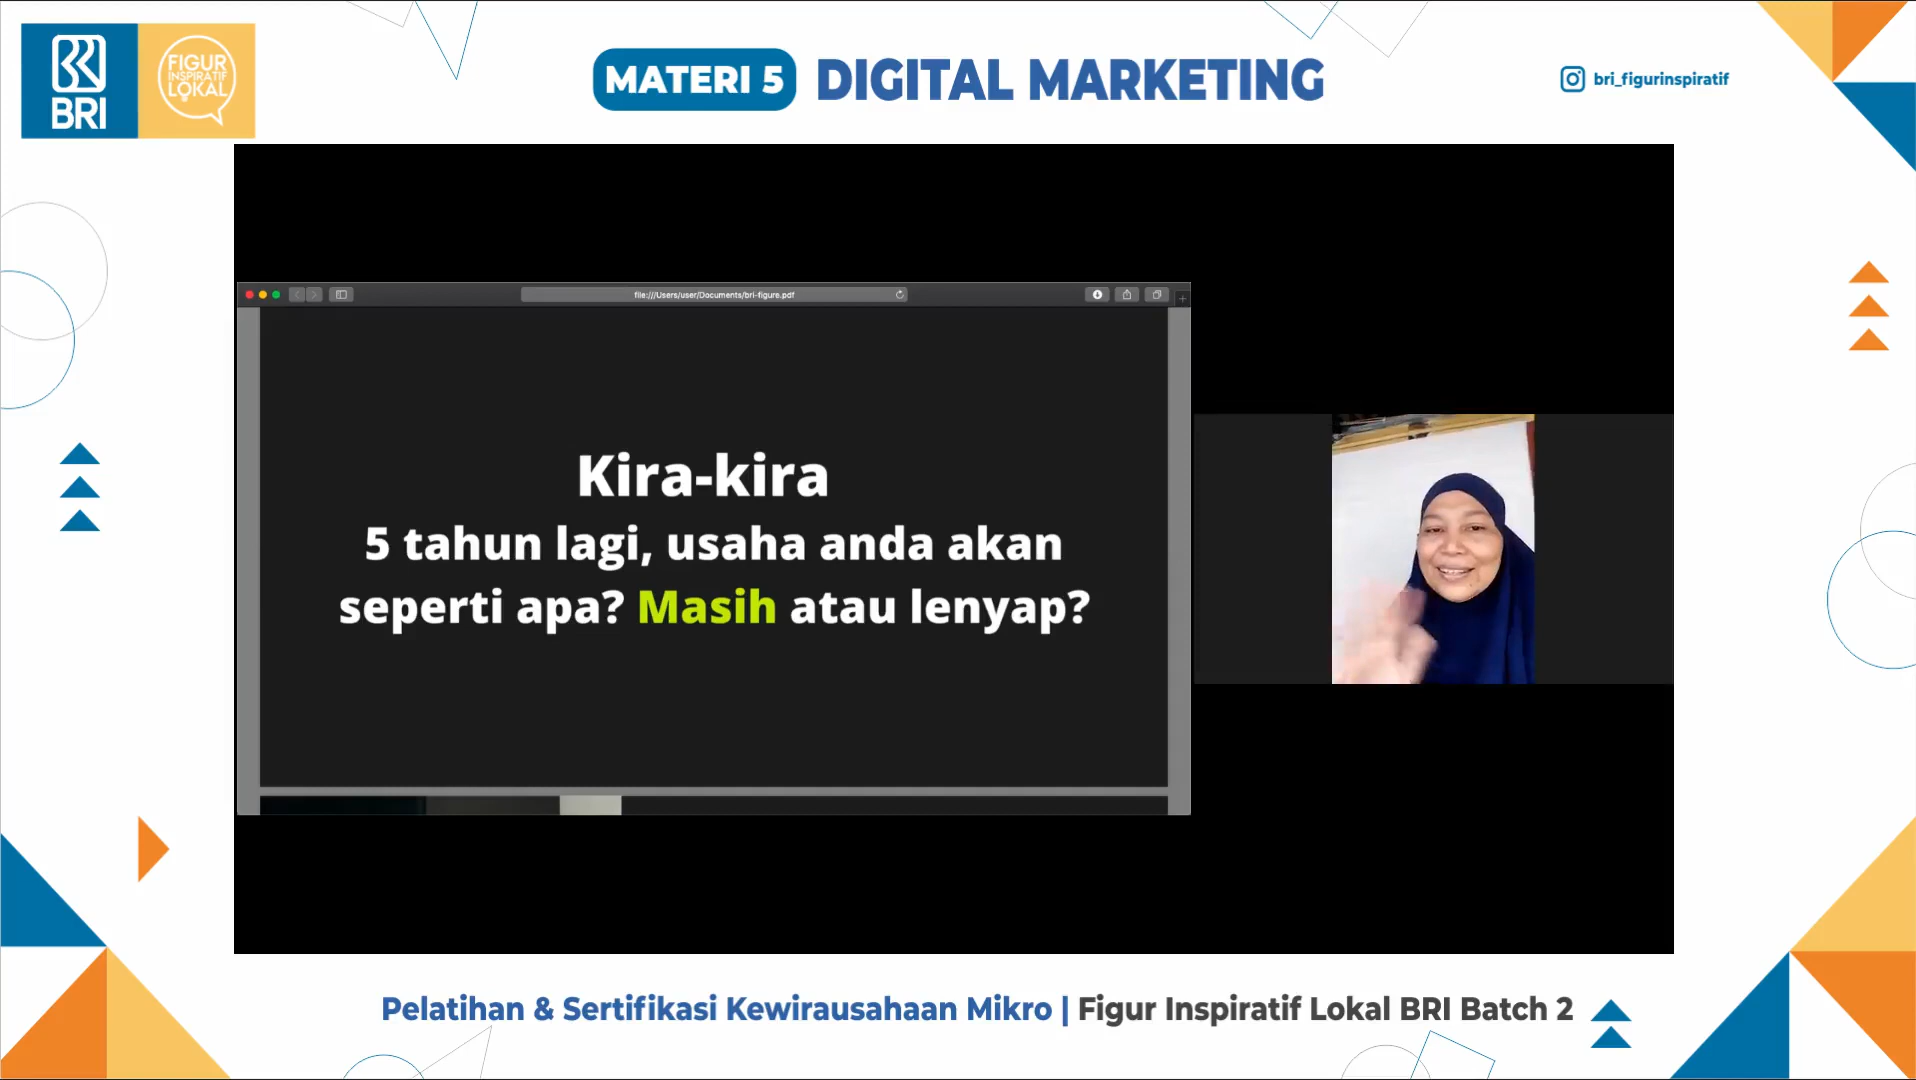 BRI
FIGUR
INSPIRATIF
LOKAL
MATERI 5 DIGITAL MARKETING
bri_figurinspiratif
file:///Users/user/Documents/bri-figure.pdf
Kira-kira
5 tahun lagi, usaha anda akan
seperti apa? Masih atau lenyap?
Pelatihan & Sertifikasi Kewirausahaan Mikro | Figur Inspiratif Lokal BRI Batch 2